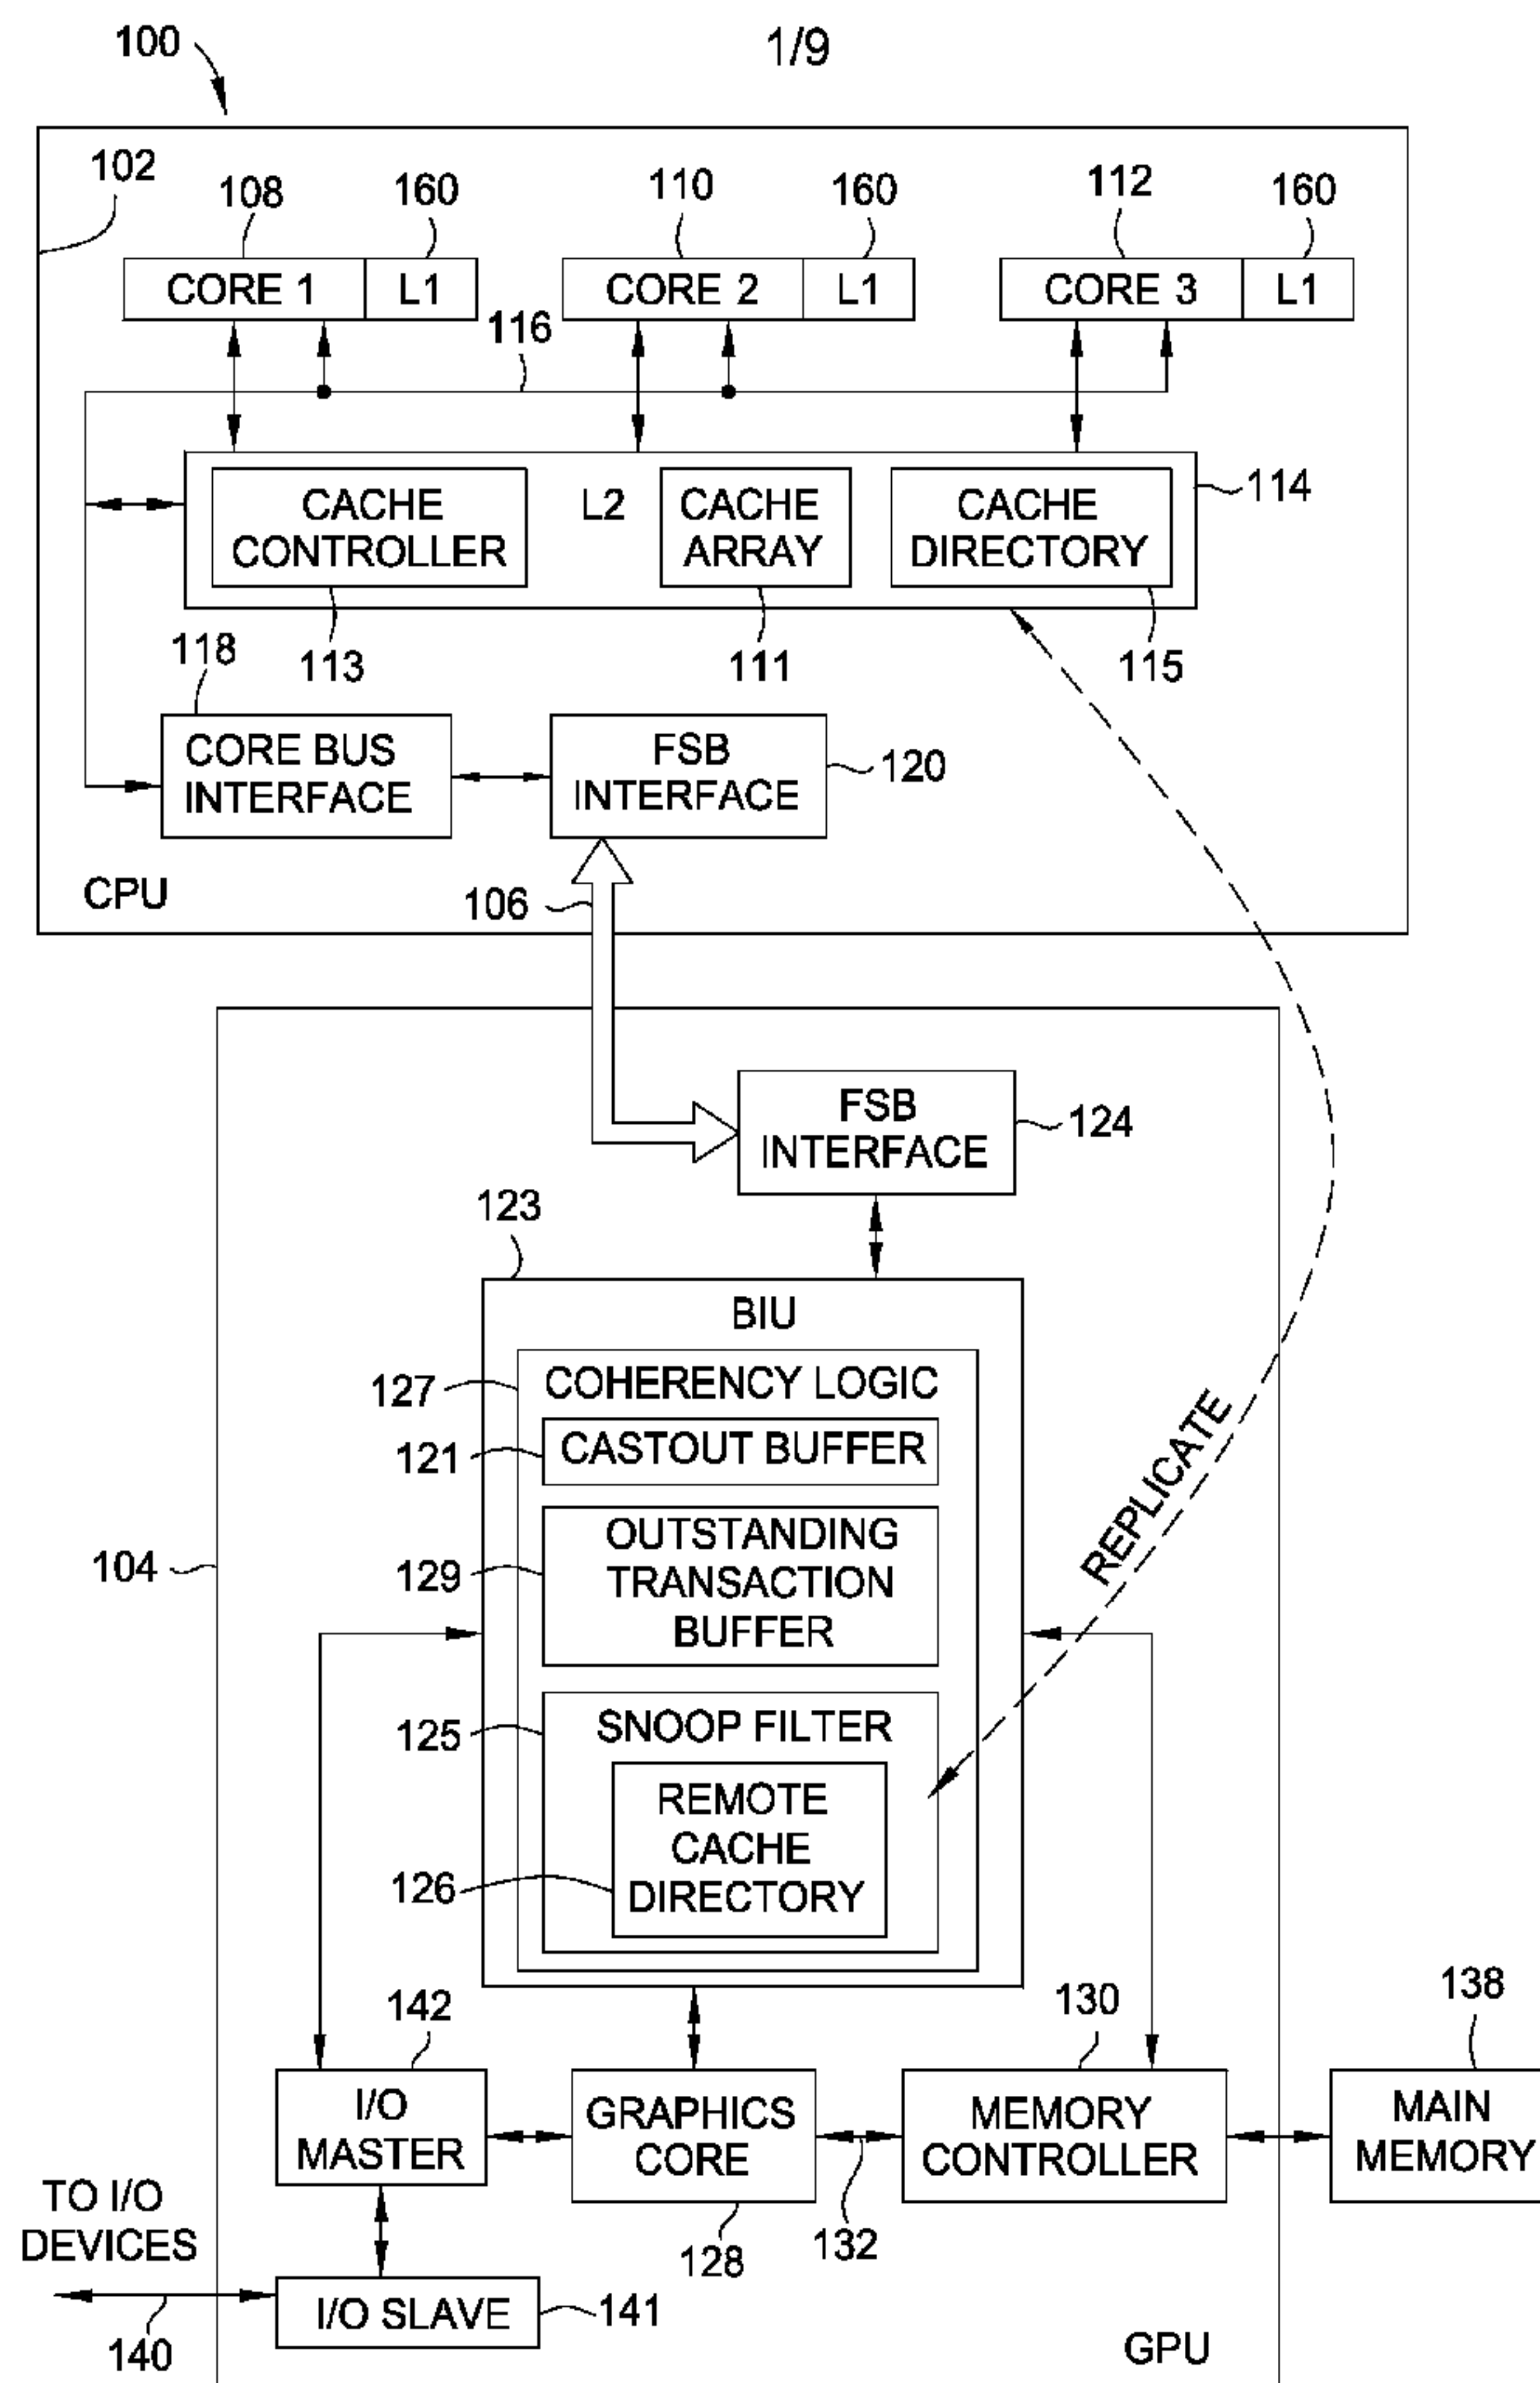 100
1/9
102
108
160
110
160
112
160
CORE 1
L1
CORE 2
L1
CORE 3
L1
116
CACHE
CONTROLLER
L2
CACHE
ARRAY
CACHE
DIRECTORY
114
118
113
111
115
CORE BUS
INTERFACE
FSB
INTERFACE
120
CPU
106
FSB
INTERFACE
124
123
BIU
127
COHERENCY LOGIC
121
CASTOUT BUFFER
129
OUTSTANDING
TRANSACTION
BUFFER
REPLICATE
104
125
SNOOP FILTER
126
REMOTE
CACHE
DIRECTORY
142
130
138
I/O
MASTER
GRAPHICS
CORE
MEMORY
CONTROLLER
MAIN
MEMORY
TO I/O
DEVICES
128
132
I/O SLAVE
141
140
GPU